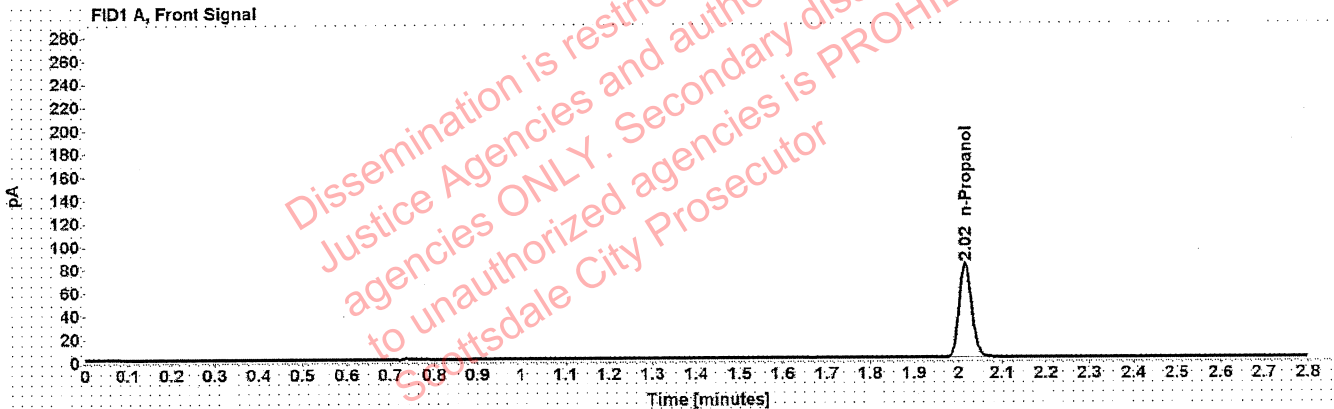 FID1 A, Front Signal
280
260
240
220
200
180
160
140
120
100
80
60
40
20
0
pA
2.02 n-Propanol
0 0.1 0.2 0.3 0.4 0.5 0.6 0.7 0.8 0.9 1 1.1 1.2 1.3 1.4 1.5 1.6 1.7 1.8 1.9 2 2.1 2.2 2.3 2.4 2.5 2.6 2.7 2.8
Time [minutes]
Dissemination is
Justice Agencies and
agencies ONLY. Secondary
to unauthorized agencies is
Scottsdale City Prosecutor